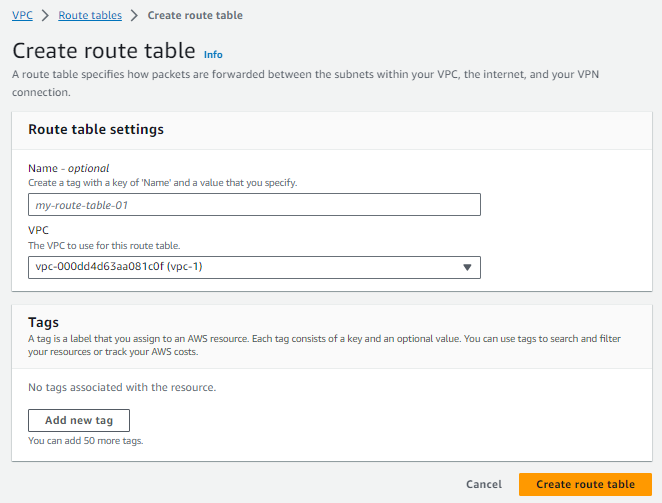 VPC > Route tables > Create route table
Create route table Info
A route table specifies how packets are forwarded between the subnets within your VPC, the internet, and your VPN
connection.
Route table settings
Name - optional
Create a tag with a key of 'Name' and a value that you specify.
my-route-table-01
VPC
The VPC to use for this route table.
vpc-000dd4d63aa081c0f (vpc-1)
Tags
A tag is a label that you assign to an AWS resource. Each tag consists of a key and an optional value. You can use tags to search and filter
your resources or track your AWS costs.
No tags associated with the resource.
Add new tag
You can add 50 more tags.
Cancel Create route table